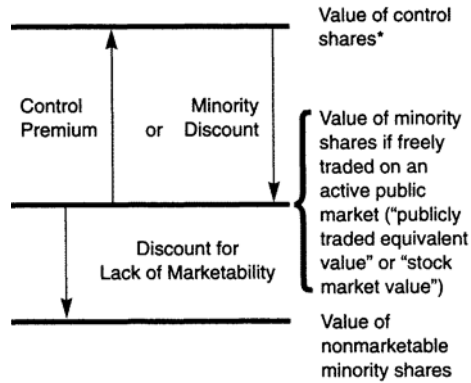 Value of control
shares*
Control
Premium
or
Minority
Discount
Value of minority
shares if freely
traded on an
active public
market ("publicly
traded equivalent
value" or "stock
market value")
Discount for
Lack of Marketability
Value of
nonmarketable
minority shares